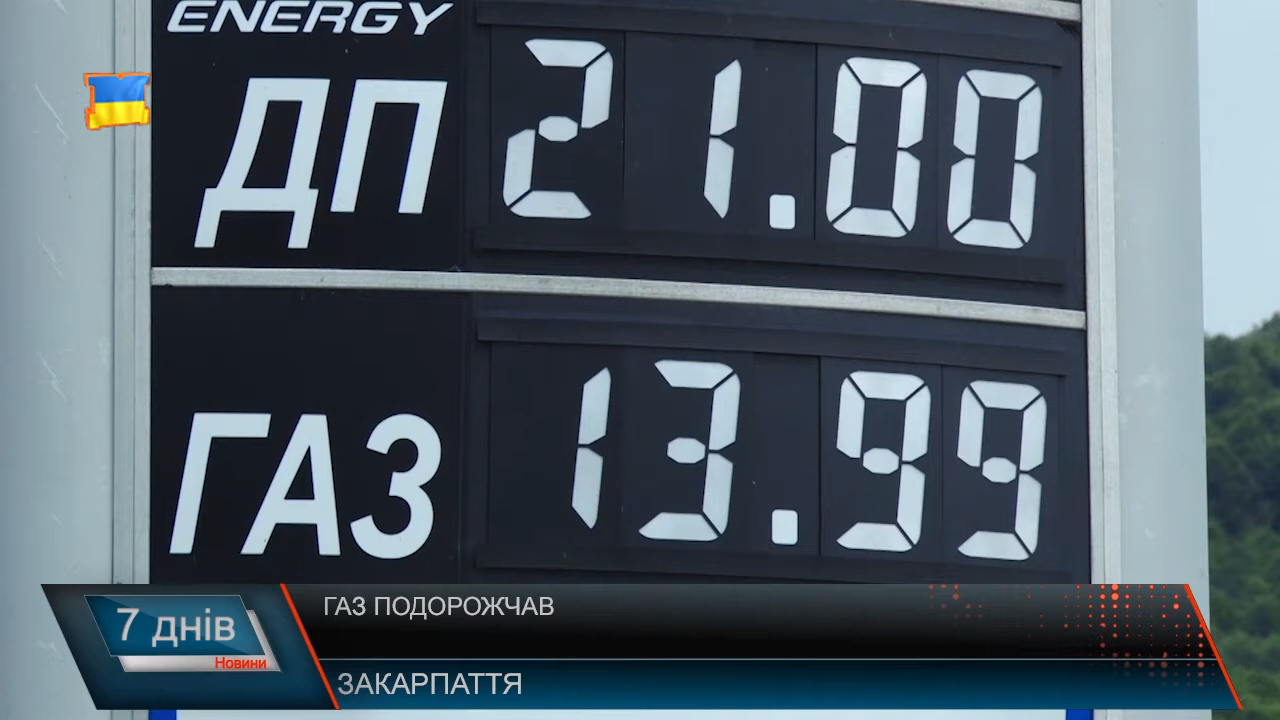 ENERGY
ДП 21.00
ГАЗ 13.99
7 днів
Новини
ГАЗ ПОДОРОЖЧАВ
ЗАКАРПАТТЯ